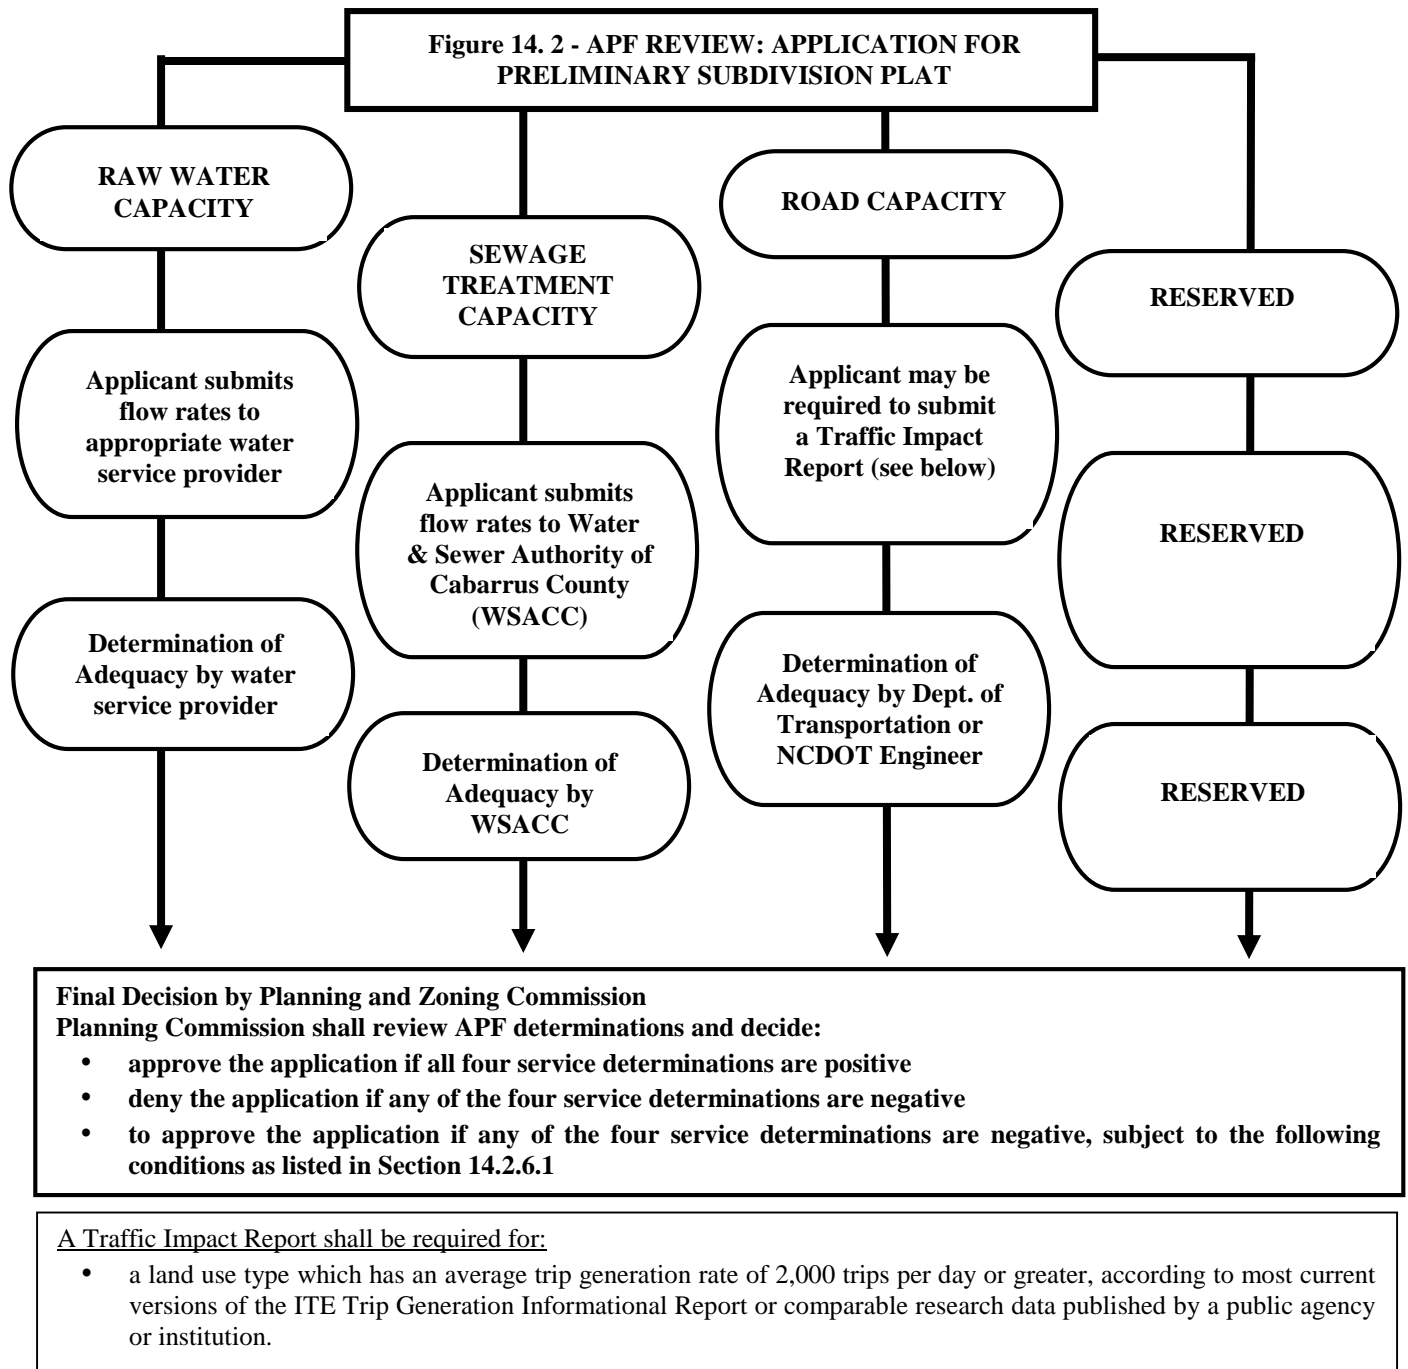 Figure 14. 2 - APF REVIEW: APPLICATION FOR
PRELIMINARY SUBDIVISION PLAT
RAW WATER
CAPACITY
Applicant submits
flow rates to
appropriate water
service provider
Determination of
Adequacy by water
service provider
SEWAGE
TREATMENT
CAPACITY
Applicant submits
flow rates to Water
& Sewer Authority of
Cabarrus County
(WSACC)
Determination of
Adequacy by
WSACC
ROAD CAPACITY
Applicant may be
required to submit
a Traffic Impact
Report (see below)
Determination of
Adequacy by Dept. of
Transportation or
NCDOT Engineer
RESERVED
RESERVED
RESERVED
Final Decision by Planning and Zoning Commission
Planning Commission shall review APF determinations and decide:
• approve the application if all four service determinations are positive
• deny the application if any of the four service determinations are negative
• to approve the application if any of the four service determinations are negative, subject to the following
conditions as listed in Section 14.2.6.1
A Traffic Impact Report shall be required for:
• a land use type which has an average trip generation rate of 2,000 trips per day or greater, according to most current
versions of the ITE Trip Generation Informational Report or comparable research data published by a public agency
or institution.